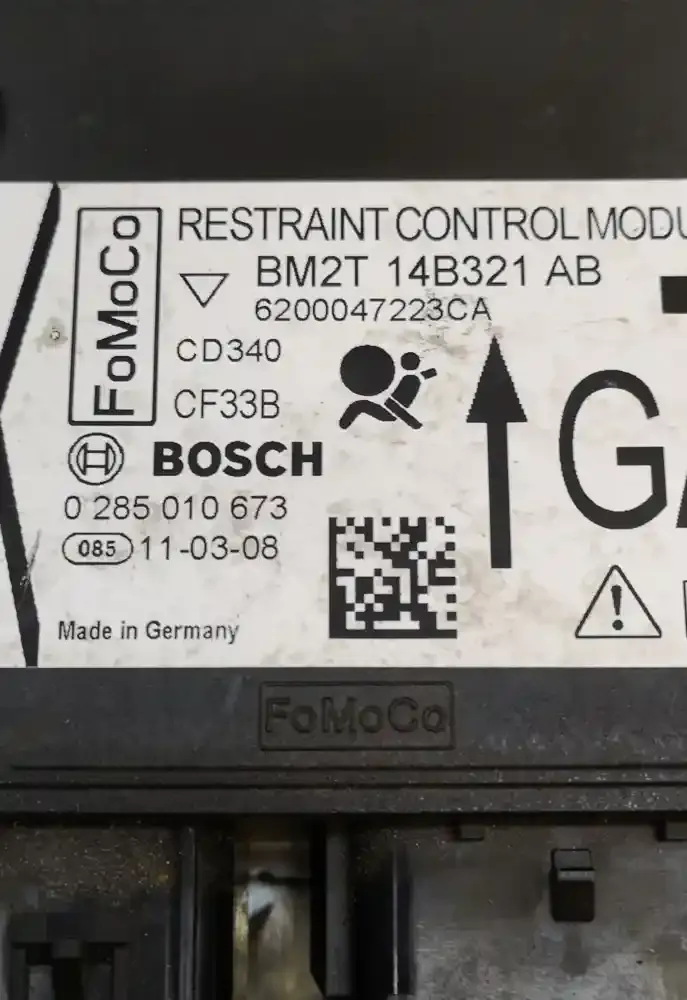 FoMoCo
RESTRAINT CONTROL MODU
BM2T 14B321 AB
6200047223CA
CD340
CF33B
BOSCH
0 285 010 673
085 11-03-08
Made in Germany
G
FoMoCo